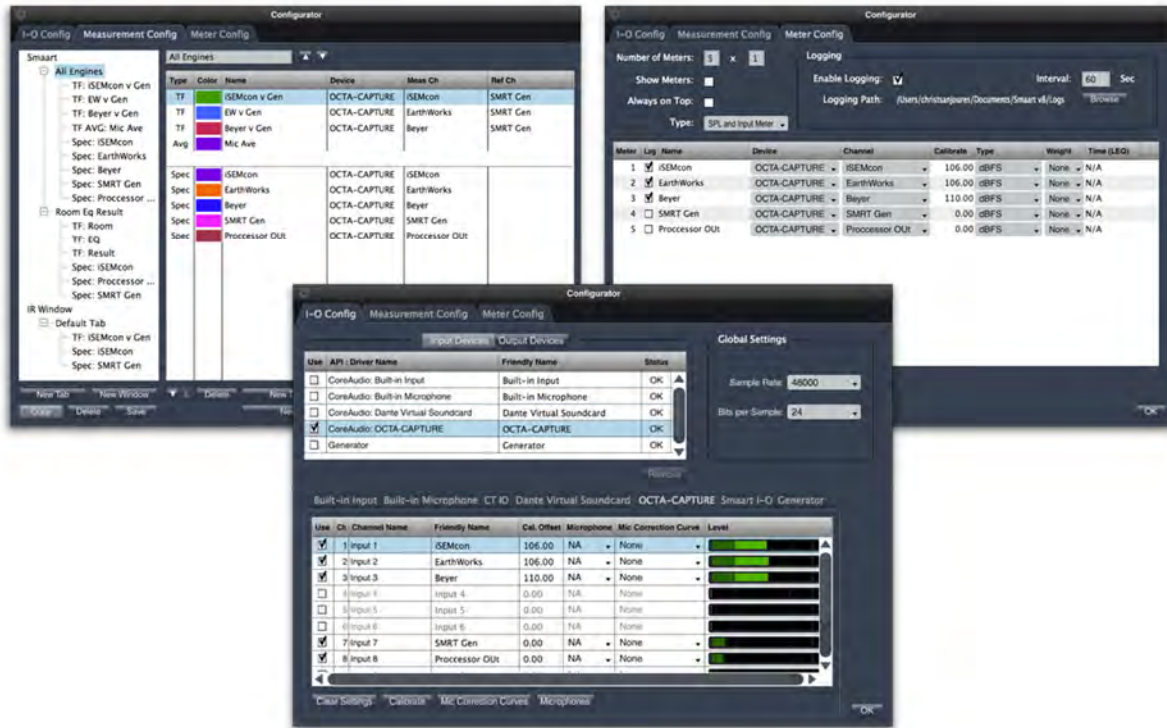 Configurator
I-O Config Measurement Config Meter Config
Smaart
All Engines
TF: iSEMcon v Gen
TF: EW v Gen
TF: Beyer v Gen
TF AVG: Mic Ave
Spec: iSEMcon
Spec: EarthWorks
Spec: Beyer
Spec: SMRT Gen
Spec: Proccessor ...
Room Eq Result
TF: Room
TF: EQ
TF: Result
Spec: iSEMcon
Spec: Proccessor ...
Spec: SMRT Gen
IR Window
Default Tab
TF: iSEMcon v Gen
Spec: iSEMcon
Spec: SMRT Gen
New Tab New Window
Copy Delete Save
All Engines
Type Color Name Device Meas Ch Ref Ch
TF iSEMcon v Gen OCTA-CAPTURE iSEMcon SMRT Gen
TF EW v Gen OCTA-CAPTURE EarthWorks SMRT Gen
TF Beyer v Gen OCTA-CAPTURE Beyer SMRT Gen
Avg Mic Ave
Spec iSEMcon OCTA-CAPTURE iSEMcon
Spec EarthWorks OCTA-CAPTURE EarthWorks
Spec Beyer OCTA-CAPTURE Beyer
Spec SMRT Gen OCTA-CAPTURE SMRT Gen
Spec Proccessor OUt OCTA-CAPTURE Proccessor OUt
Delete New T
Ne
Configurator
I-O Config Measurement Config Meter Config
Number of Meters: 5 x 1
Show Meters:
Always on Top:
Type: SPL and Input Meter
Logging
Enable Logging: Interval: 60 Sec
Logging Path: /Users/christsanjoures/Documents/Smaart v8/Logs Browse
Meter Log Name Device Channel Calibrate Type Weight Time (LEQ)
1 iSEMcon OCTA-CAPTURE iSEMcon 106.00 dBFS None N/A
2 EarthWorks OCTA-CAPTURE EarthWorks 106.00 dBFS None N/A
3 Beyer OCTA-CAPTURE Beyer 110.00 dBFS None N/A
4 SMRT Gen OCTA-CAPTURE SMRT Gen 0.00 dBFS None N/A
5 Proccessor OUt OCTA-CAPTURE Proccessor OUt 0.00 dBFS None N/A
OK
Configurator
I-O Config Measurement Config Meter Config
Input Devices Output Devices
Use API : Driver Name Friendly Name Status
CoreAudio: Built-in Input Built-in Input OK
CoreAudio: Built-in Microphone Built-in Microphone OK
CoreAudio: Dante Virtual Soundcard Dante Virtual Soundcard OK
CoreAudio: OCTA-CAPTURE OCTA-CAPTURE OK
Generator Generator OK
Remove
Global Settings
Sample Rate: 48000
Bits per Sample: 24
Built-in Input Built-in Microphone CT IO Dante Virtual Soundcard OCTA-CAPTURE Smaart I-O Generator
Use Ch Channel Name Friendly Name Cal. Offset Microphone Mic Correction Curve Level
1 Input 1 iSEMcon 106.00 NA None
2 Input 2 EarthWorks 106.00 NA None
3 Input 3 Beyer 110.00 NA None
4 Input 4 Input 4 0.00 NA None
5 Input 5 Input 5 0.00 NA None
6 Input 6 Input 6 0.00 NA None
7 Input 7 SMRT Gen 0.00 NA None
8 Input 8 Proccessor OUt 0.00 NA None
Clear Settings Calibrate Mic Correction Curves Microphones
OK